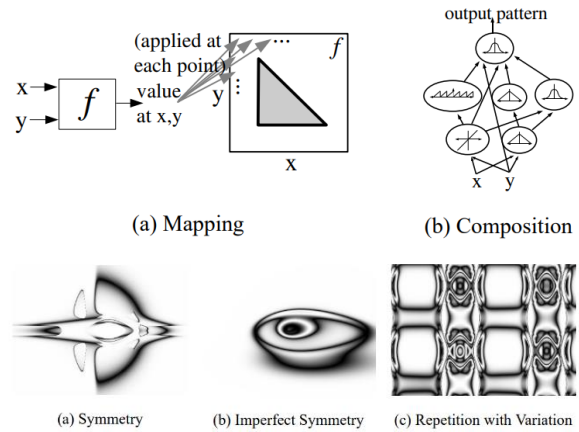 output pattern
(applied at
each point)
...
f
x
y
f
value
at x,y
y
x
x
y
(a) Mapping
(b) Composition
(a) Symmetry
(b) Imperfect Symmetry
(c) Repetition with Variation